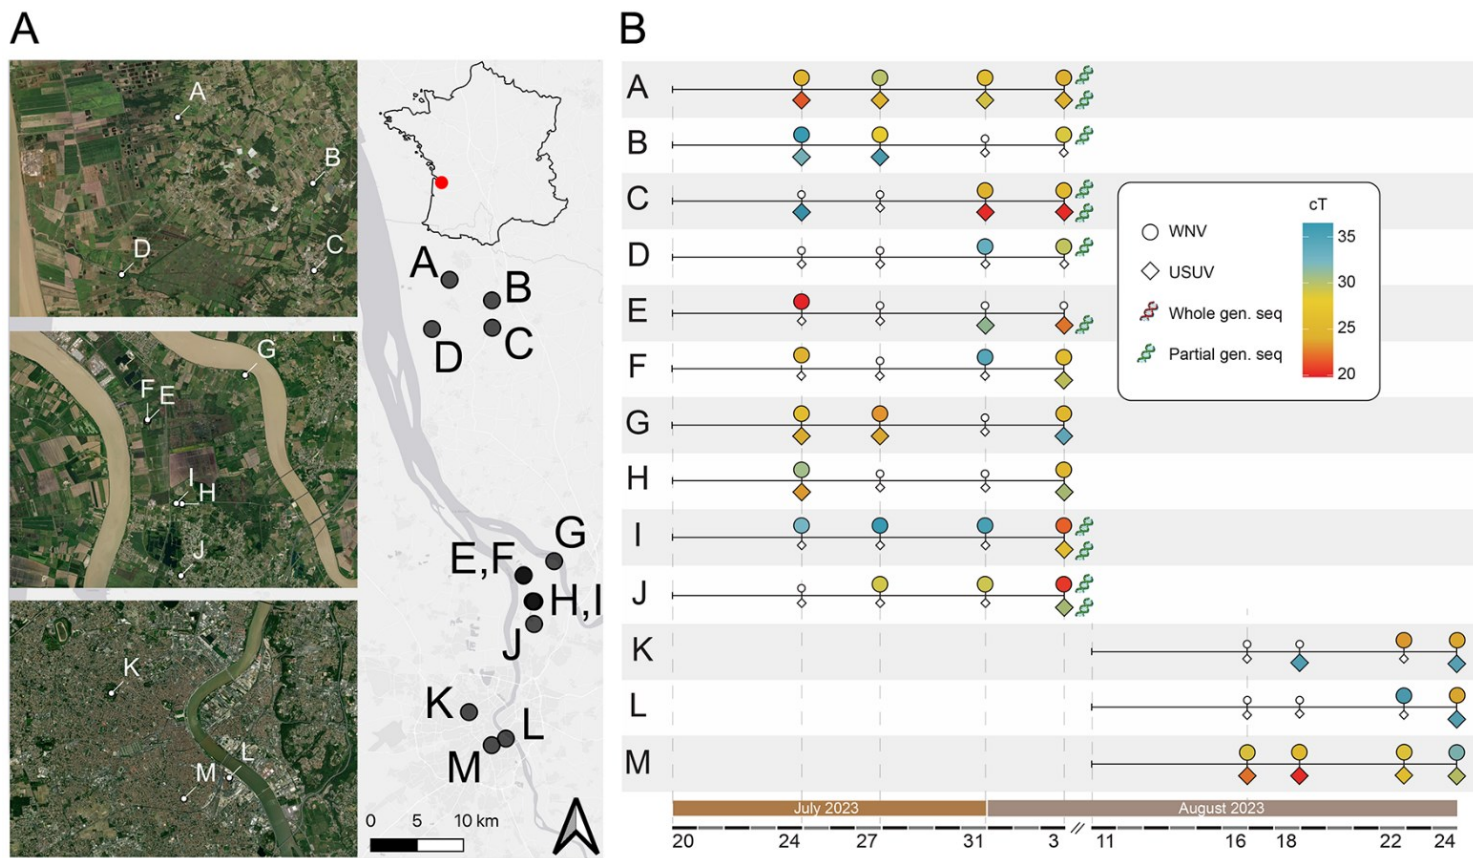 A
B
A
B
C
D
G
F E
I H
J
K
L
M
A
B
C
D
G
E,F
H,I
J
K
L
M
0 5 10 km
A
B
C
D
E
F
G
H
I
J
K
L
M
cT
WNV
USUV
Whole gen. seq
Partial gen. seq
35
30
25
20
July 2023
August 2023
20 24 27 31 3 // 11 16 18 22 24